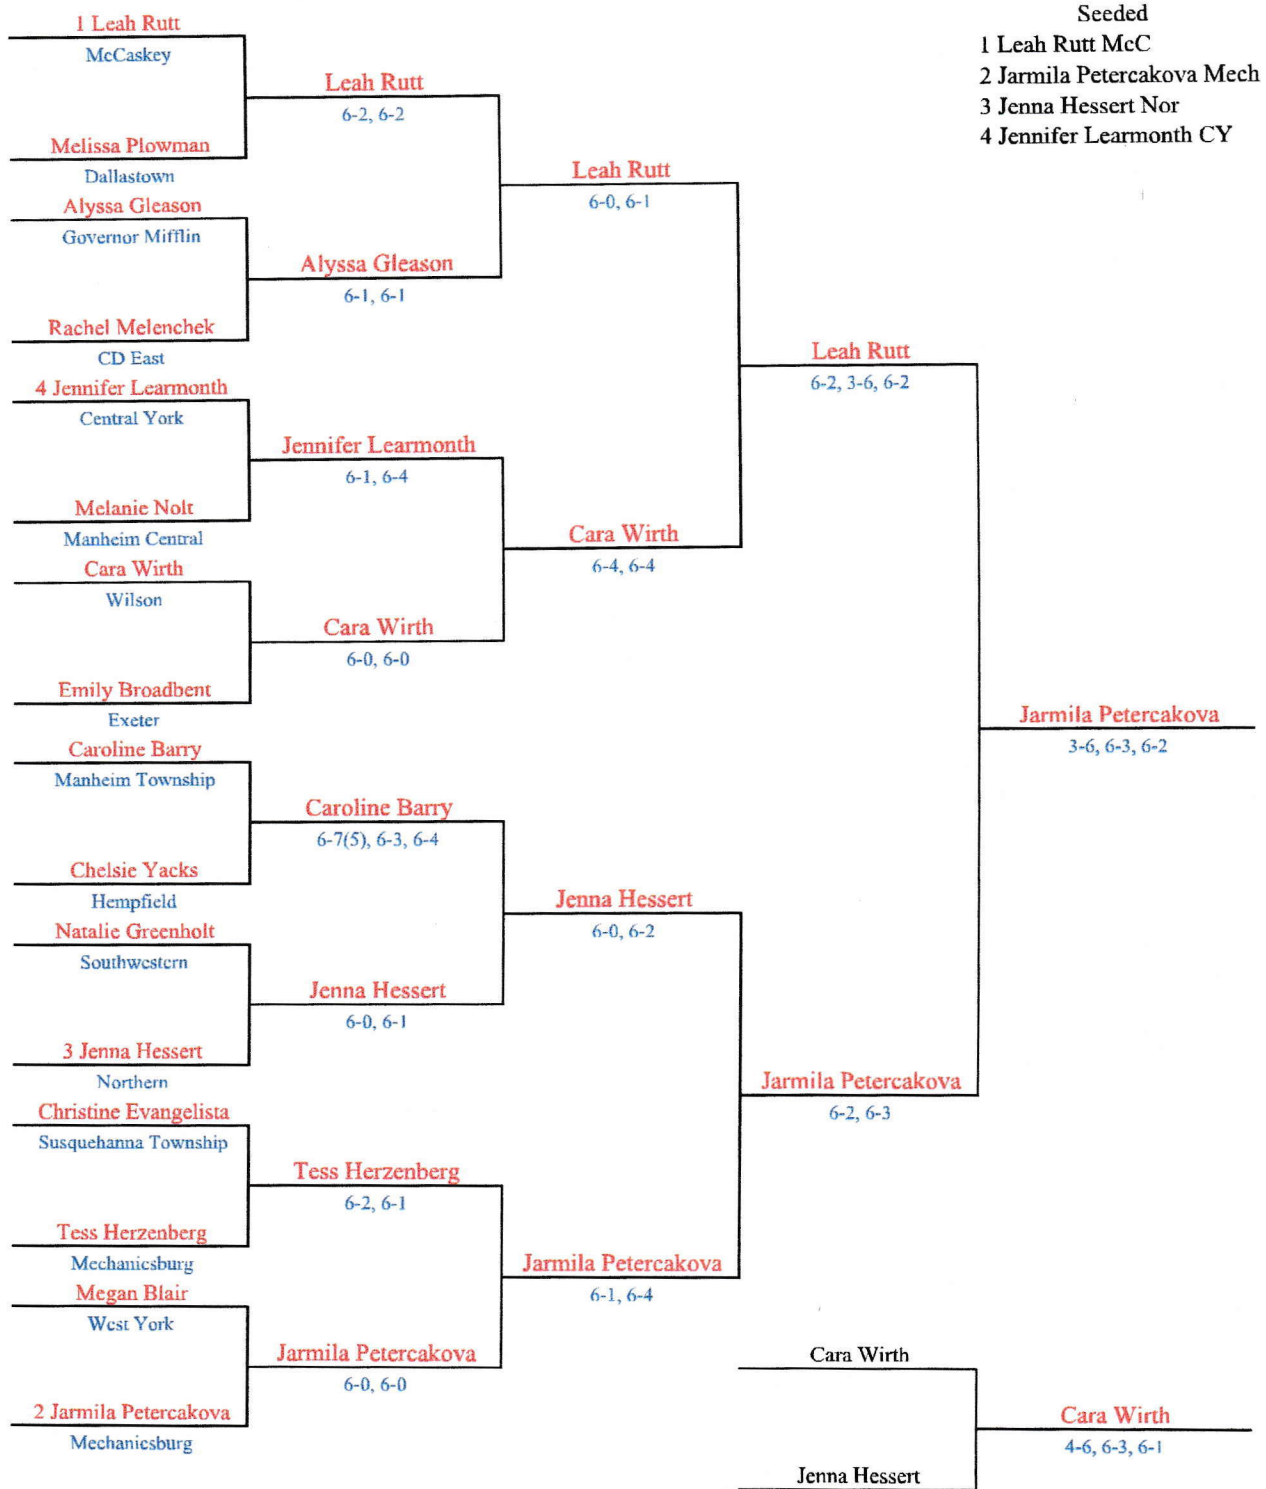 Seeded
1 Leah Rutt McC
2 Jarmila Petercakova Mech
3 Jenna Hessert Nor
4 Jennifer Learmonth CY
1 Leah Rutt
McCaskey
Melissa Plowman
Dallastown
Alyssa Gleason
Governor Mifflin
Rachel Melenchek
CD East
4 Jennifer Learmonth
Central York
Melanie Nolt
Manheim Central
Cara Wirth
Wilson
Emily Broadbent
Exeter
Caroline Barry
Manheim Township
Chelsie Yacks
Hempfield
Natalie Greenholt
Southwestern
3 Jenna Hessert
Northern
Christine Evangelista
Susquehanna Township
Tess Herzenberg
Mechanicsburg
Megan Blair
West York
2 Jarmila Petercakova
Mechanicsburg
Leah Rutt
6-2, 6-2
Alyssa Gleason
6-1, 6-1
Jennifer Learmonth
6-1, 6-4
Cara Wirth
6-0, 6-0
Caroline Barry
6-7(5), 6-3, 6-4
Jenna Hessert
6-0, 6-1
Tess Herzenberg
6-2, 6-1
Jarmila Petercakova
6-0, 6-0
Leah Rutt
6-0, 6-1
Cara Wirth
6-4, 6-4
Jenna Hessert
6-0, 6-2
Jarmila Petercakova
6-1, 6-4
Leah Rutt
6-2, 3-6, 6-2
Jarmila Petercakova
6-2, 6-3
Jarmila Petercakova
3-6, 6-3, 6-2
Cara Wirth
Jenna Hessert
Cara Wirth
4-6, 6-3, 6-1